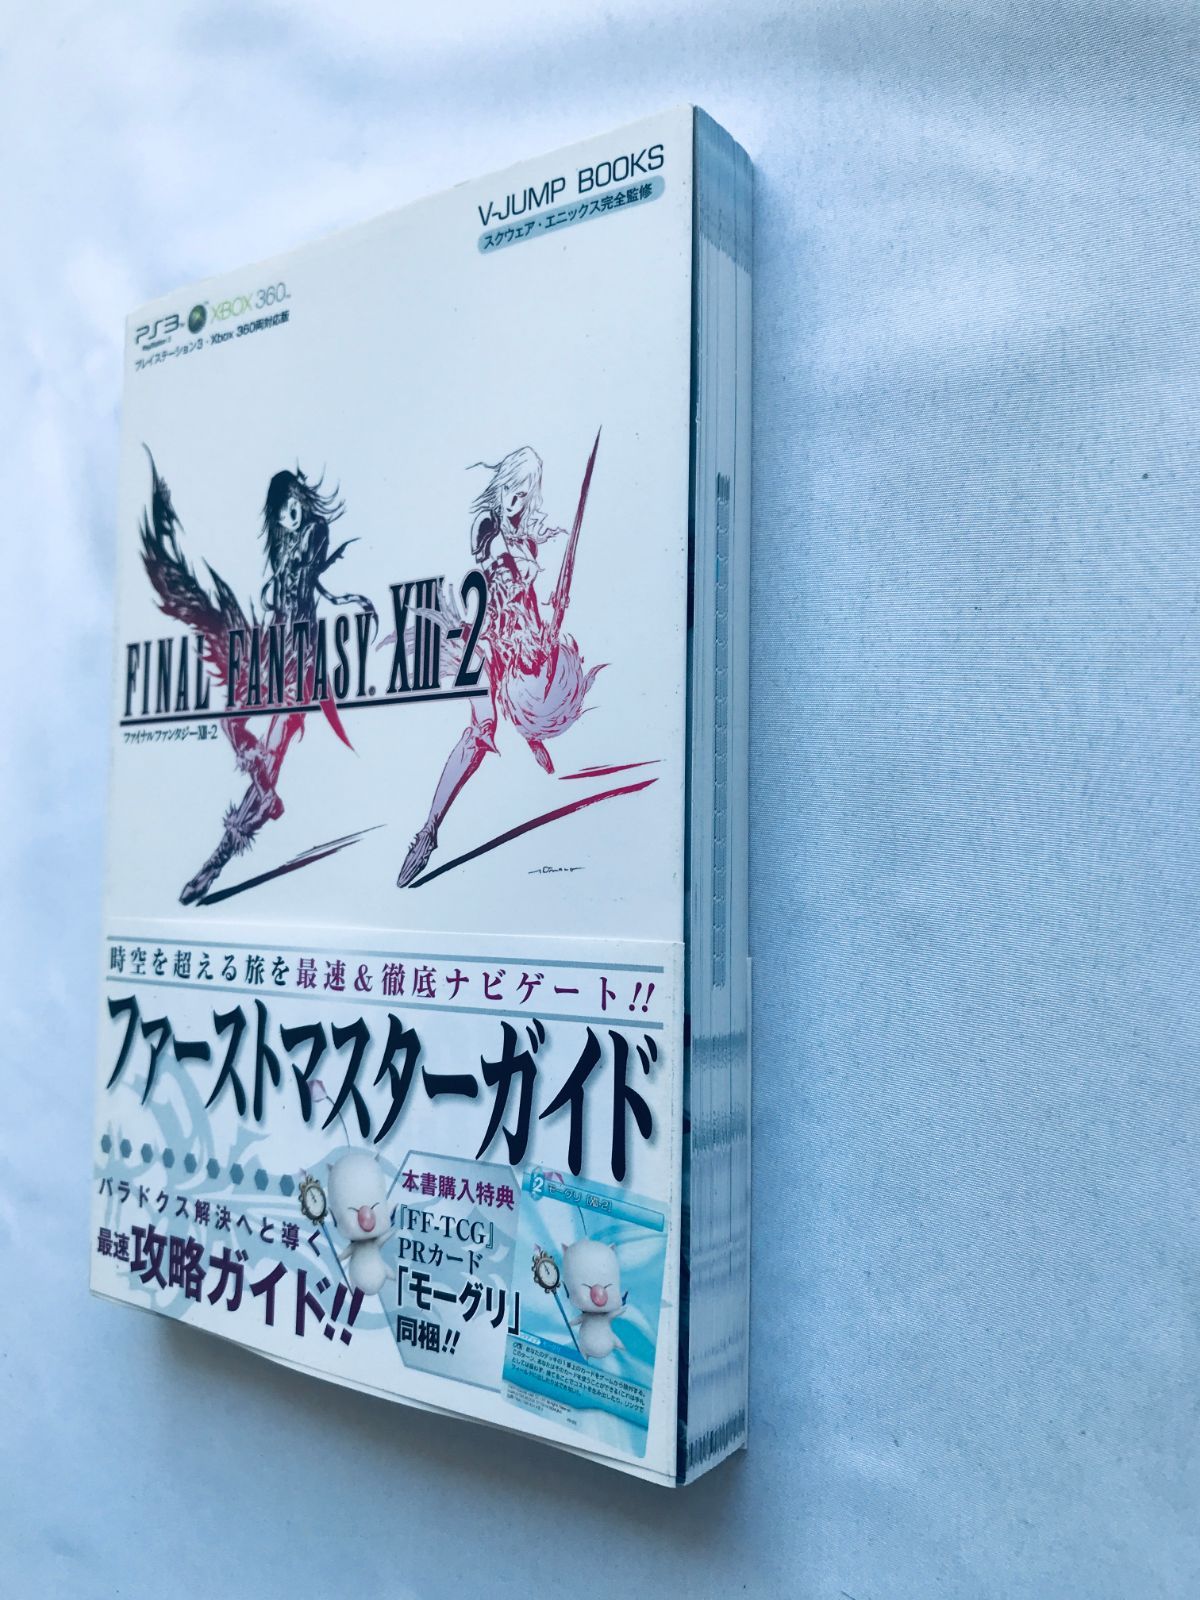 V-JUMP BOOKS
スクウェア・エニックス完全監修
PS3 XBOX 360
プレイステーション3・Xbox 360両対応版
FINAL FANTASY XIII-2
ファイナルファンタジーXIII-2
時空を超える旅を最速&徹底ナビゲート!!
ファーストマスターガイド
パラドクス解決へと導く
最速攻略ガイド!!
本書購入特典
『FF-TCG』
PRカード
「モーグリ」
同梱!!
2 モーグリ [XIII-2]